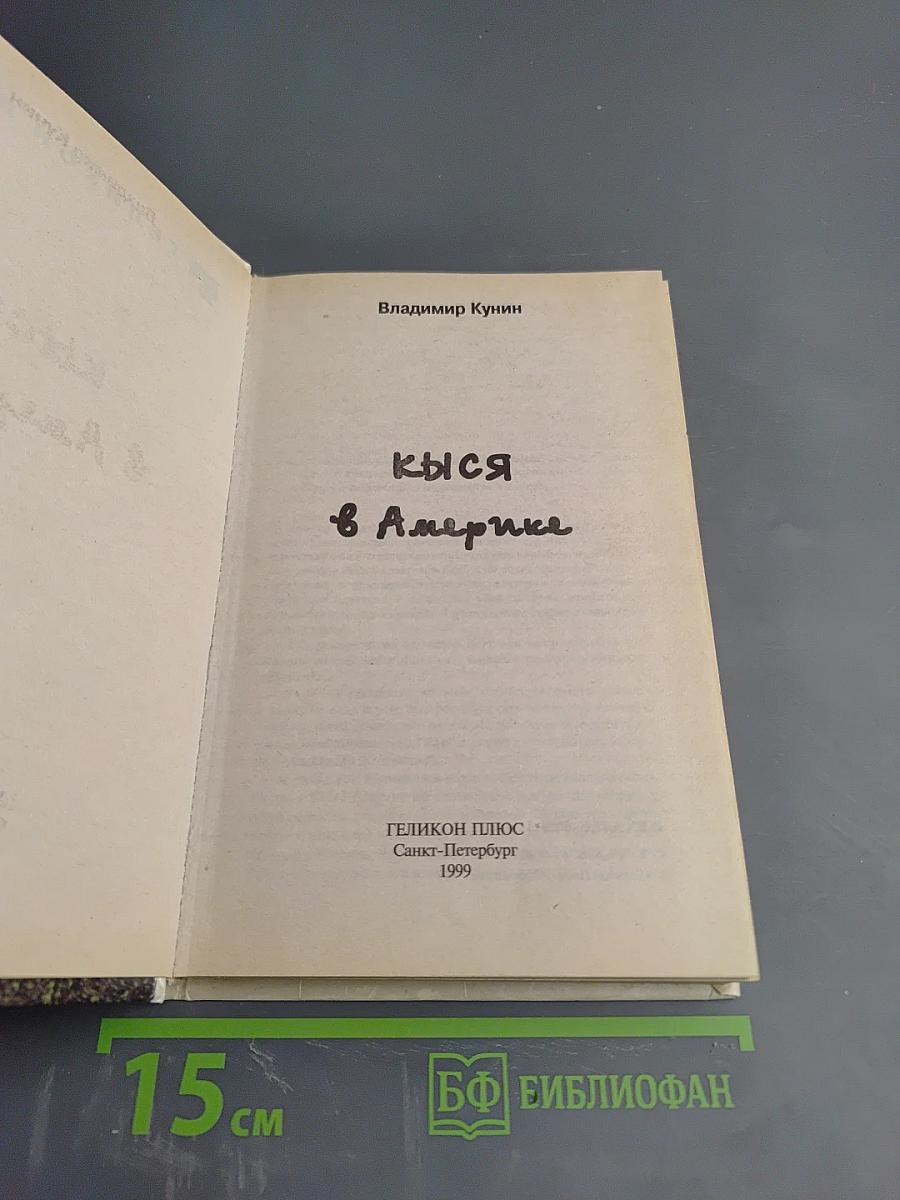 Владимир Кунин
кыся
в Америке
ГЕЛИКОН ПЛЮС
Санкт-Петербург
1999
15 см
БФ БИБЛИОФАН